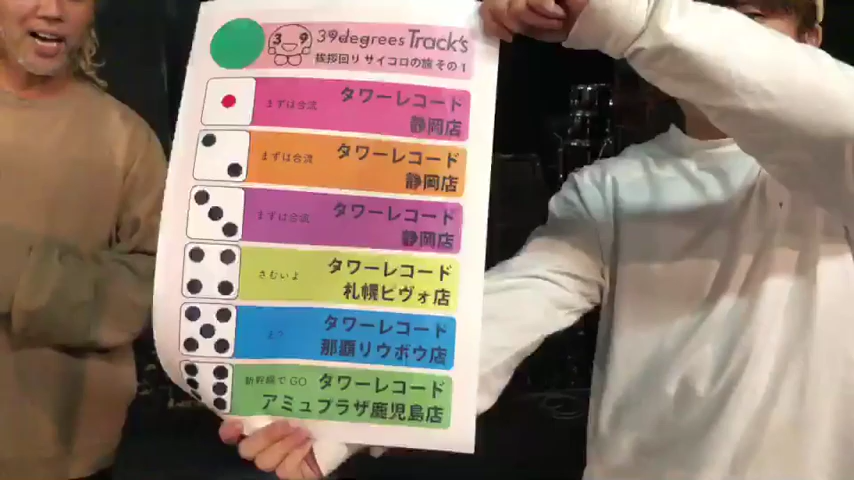 39degrees Track's
挨拶回りサイコロの旅 その1
まずは合流
タワーレコード
静岡店
まずは合流
タワーレコード
静岡店
まずは合流
タワーレコード
静岡店
さむいよ
タワーレコード
札幌ピヴォ店
え?
タワーレコード
那覇リウボウ店
新幹線でGO
タワーレコード
アミュプラザ鹿児島店